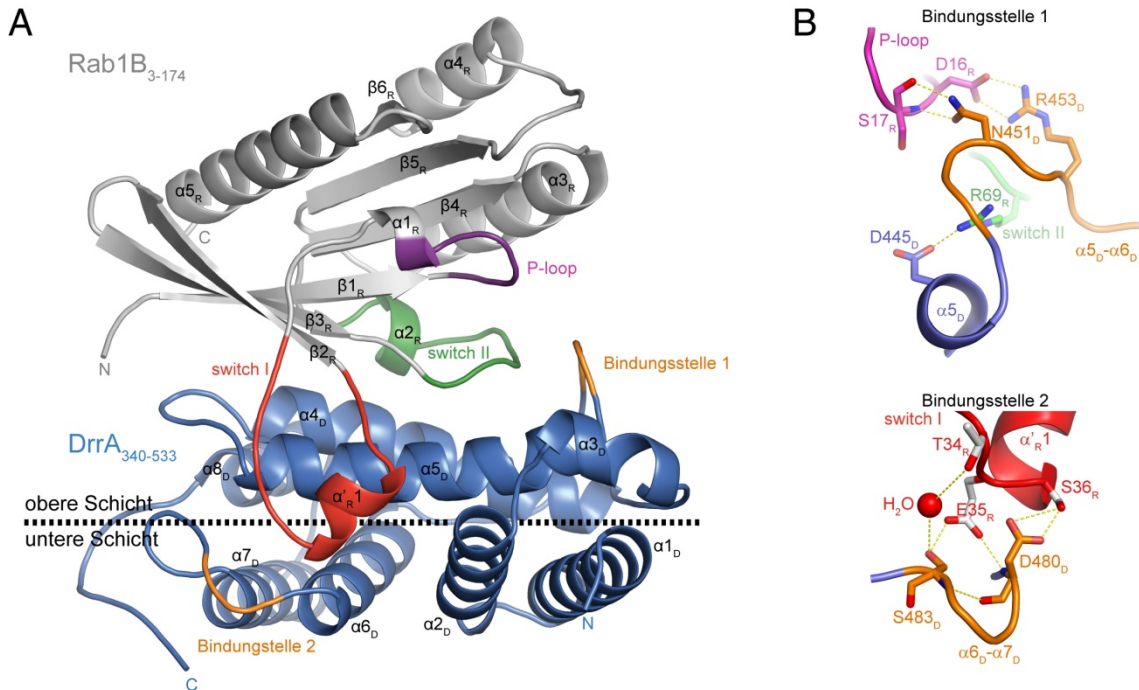 A
Rab1B3-174
α4R
β6R
β5R
α3R
α5R
C
β4R
α1R
P-loop
β1R
N
β3R
α2R
switch II
β2R
switch I
Bindungsstelle 1
DrrA340-533
α4D
α3D
α8D
α5D
α'R1
obere Schicht
untere Schicht
α7D
α1D
α6D
α2D
N
Bindungstelle 2
C
B
Bindungsstelle 1
P-loop
D16R
R453D
S17R
N451D
R69R
switch II
D445D
α5D-α6D
α5D
Bindungsstelle 2
switch I
α'R1
T34R
S36R
H2O
E35R
D480D
S483D
α6D-α7D